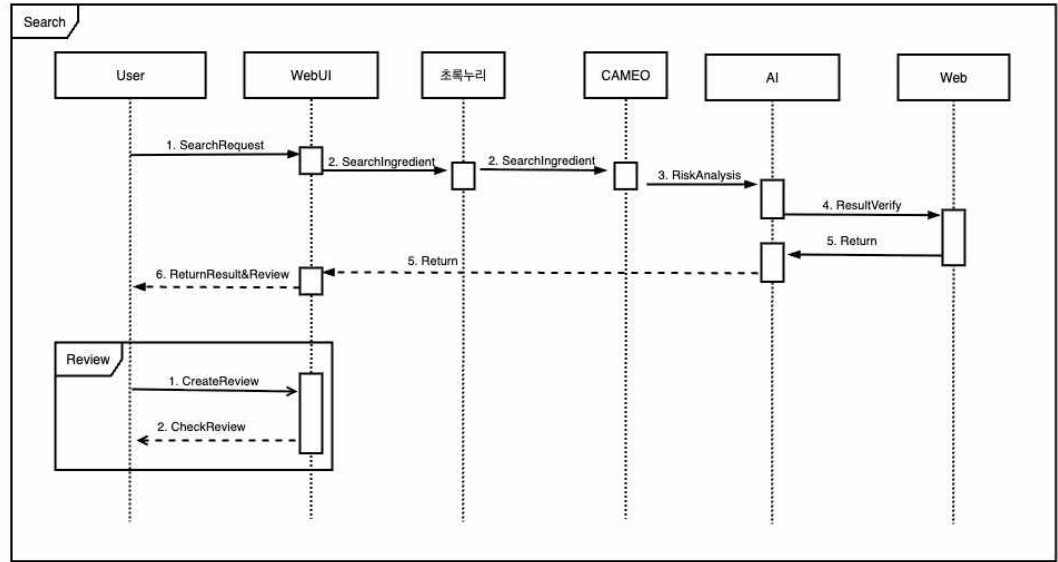 Search
User
WebUI
초록누리
CAMEO
AI
Web
1. SearchRequest
2. SearchIngredient
2. SearchIngredient
3. RiskAnalysis
4. ResultVerify
5. Return
5. Return
6. ReturnResult&Review
Review
1. CreateReview
2. CheckReview